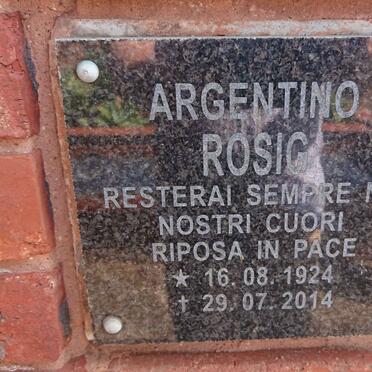 ARGENTINO
ROSIG
RESTERAI SEMPRE N
NOSTRI CUORI
RIPOSA IN PACE
★ 16.08.1924
✝ 29.07.2014